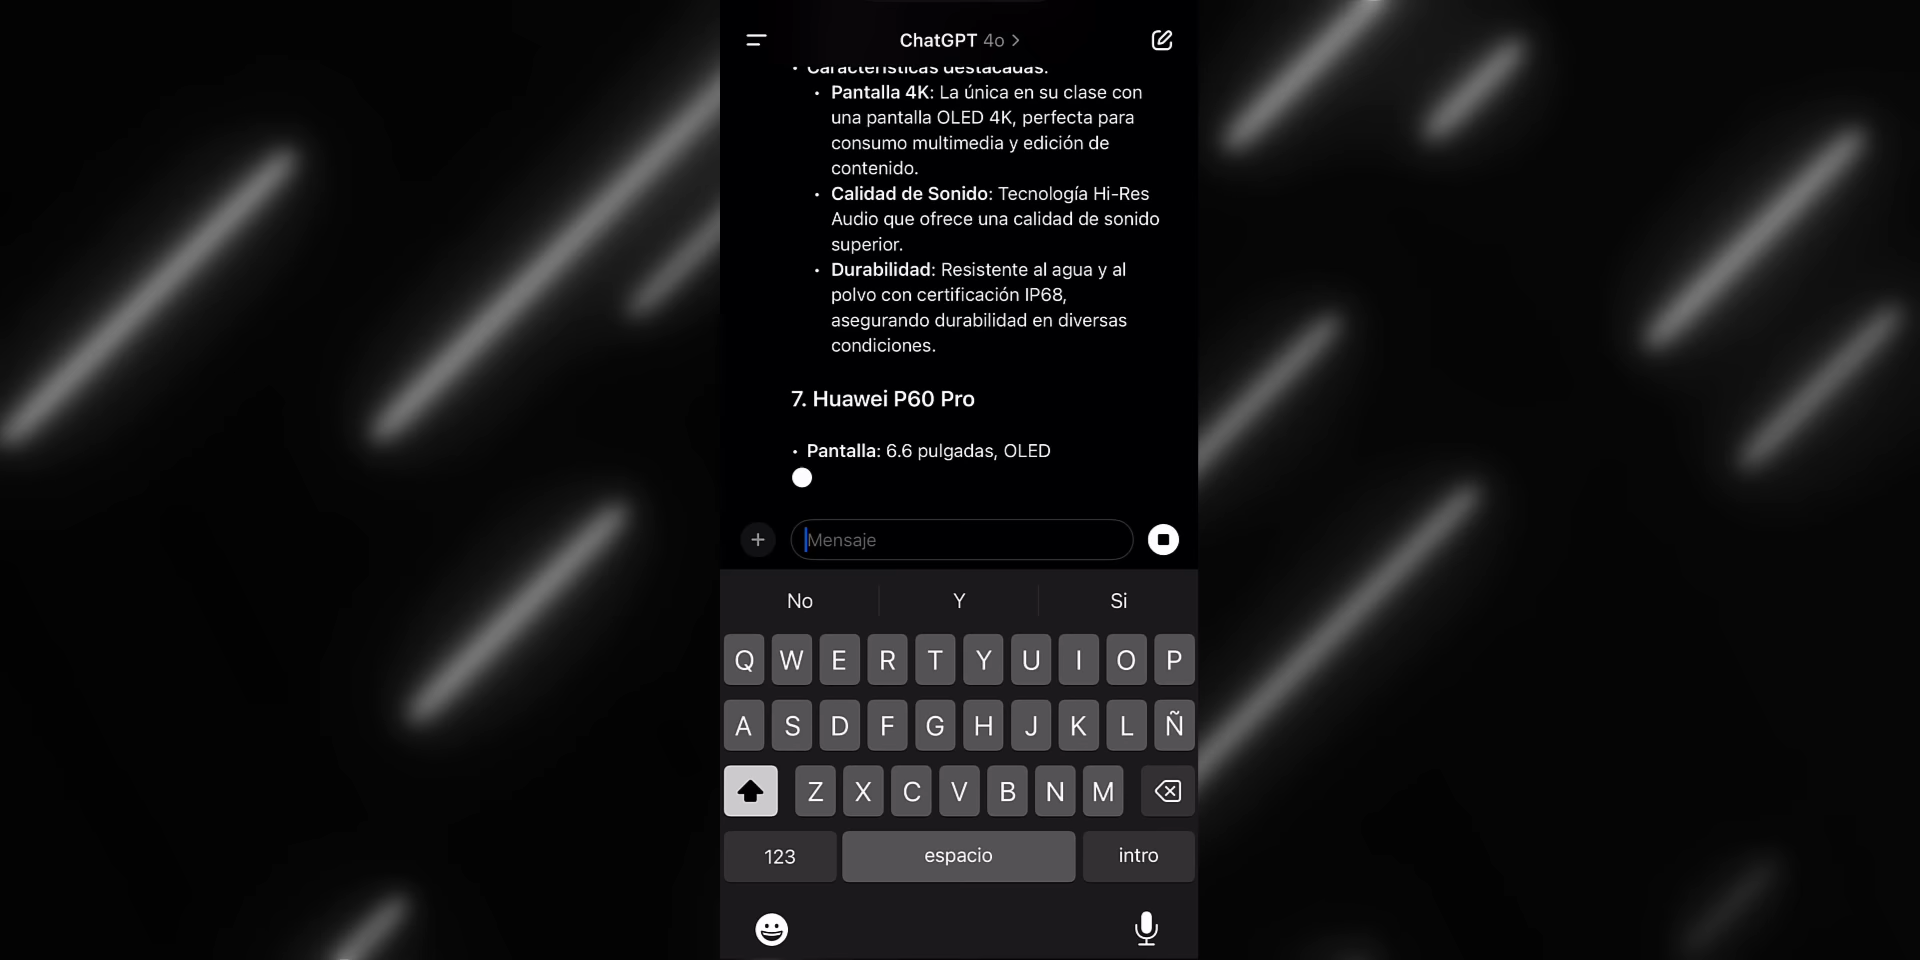 ChatGPT 4o >
• Características destacadas:
• Pantalla 4K: La única en su clase con
una pantalla OLED 4K, perfecta para
consumo multimedia y edición de
contenido.
• Calidad de Sonido: Tecnología Hi-Res
Audio que ofrece una calidad de sonido
superior.
• Durabilidad: Resistente al agua y al
polvo con certificación IP68,
asegurando durabilidad en diversas
condiciones.
7. Huawei P60 Pro
• Pantalla: 6.6 pulgadas, OLED
Mensaje
No Y Si
Q W E R T Y U I O P
A S D F G H J K L Ñ
Z X C V B N M
123 espacio intro